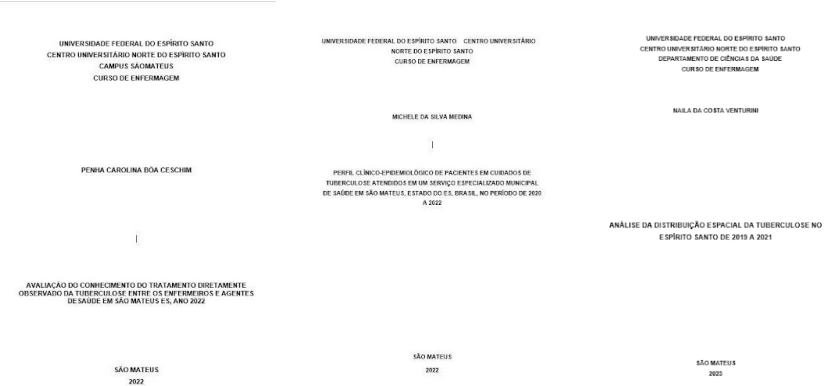 UNIVERSIDADE FEDERAL DO ESPÍRITO SANTO
CENTRO UNIVERSITÁRIO NORTE DO ESPÍRITO SANTO
CAMPUS SÃOMATEUS
CURSO DE ENFERMAGEM
PENHA CAROLINA BÔA CESCHIM
AVALIAÇÃO DO CONHECIMENTO DO TRATAMENTO DIRETAMENTE
OBSERVADO DA TUBERCULOSE ENTRE OS ENFERMEIROS E AGENTES
DESAÚDE EM SÃO MATEUS ES, ANO 2022
SÃO MATEUS
2022
UNIVERSIDADE FEDERAL DO ESPÍRITO SANTO CENTRO UNIVERSITÁRIO
NORTE DO ESPÍRITO SANTO
CURSO DE ENFERMAGEM
MICHELE DA SILVA MEDINA
PERFIL CLÍNICO-EPIDEMIOLÓGICO DE PACIENTES EM CUIDADOS DE
TUBERCULOSE ATENDIDOS EM UM SERVIÇO ESPECIALIZADO MUNICIPAL
DE SAÚDE EM SÃO MATEUS, ESTADO DO ES, BRASIL, NO PERÍODO DE 2020
A 2022
SÃO MATEUS
2022
UNIVERSIDADE FEDERAL DO ESPÍRITO SANTO
CENTRO UNIVERSITÁRIO NORTE DO ESPÍRITO SANTO
DEPARTAMENTO DE CIÊNCIAS DA SAÚDE
CURSO DE ENFERMAGEM
NAILA DA COSTA VENTURINI
ANÁLISE DA DISTRIBUIÇÃO ESPACIAL DA TUBERCULOSE NO
ESPÍRITO SANTO DE 2019 A 2021
SÃO MATEUS
2023